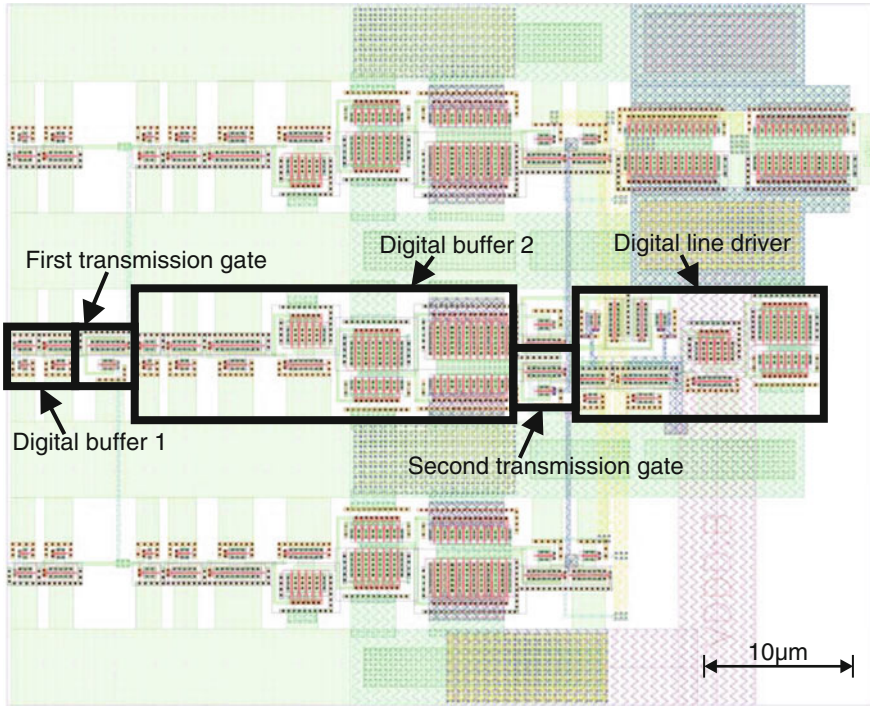 Digital buffer 2
Digital line driver
First transmission gate
Digital buffer 1
Second transmission gate
10µm